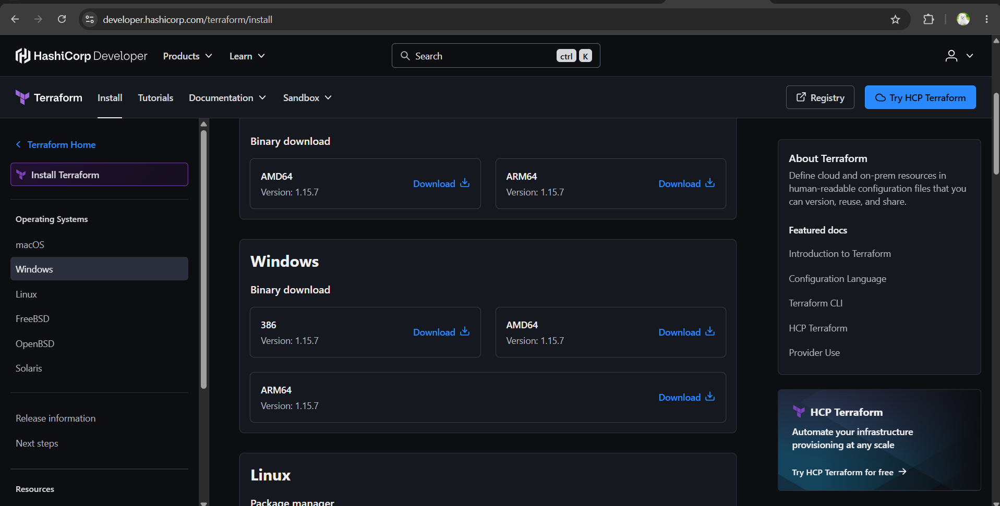 developer.hashicorp.com/terraform/install
HashiCorp Developer
Products
Learn
Search
ctrl K
Terraform
Install
Tutorials
Documentation
Sandbox
Registry
Try HCP Terraform
Terraform Home
Install Terraform
Operating Systems
macOS
Windows
Linux
FreeBSD
OpenBSD
Solaris
Release information
Next steps
Resources
Binary download
AMD64
Version: 1.15.7
Download
ARM64
Version: 1.15.7
Download
Windows
Binary download
386
Version: 1.15.7
Download
AMD64
Version: 1.15.7
Download
ARM64
Version: 1.15.7
Download
Linux
Package manager
About Terraform
Define cloud and on-prem resources in
human-readable configuration files that you
can version, reuse, and share.
Featured docs
Introduction to Terraform
Configuration Language
Terraform CLI
HCP Terraform
Provider Use
HCP Terraform
Automate your infrastructure
provisioning at any scale
Try HCP Terraform for free